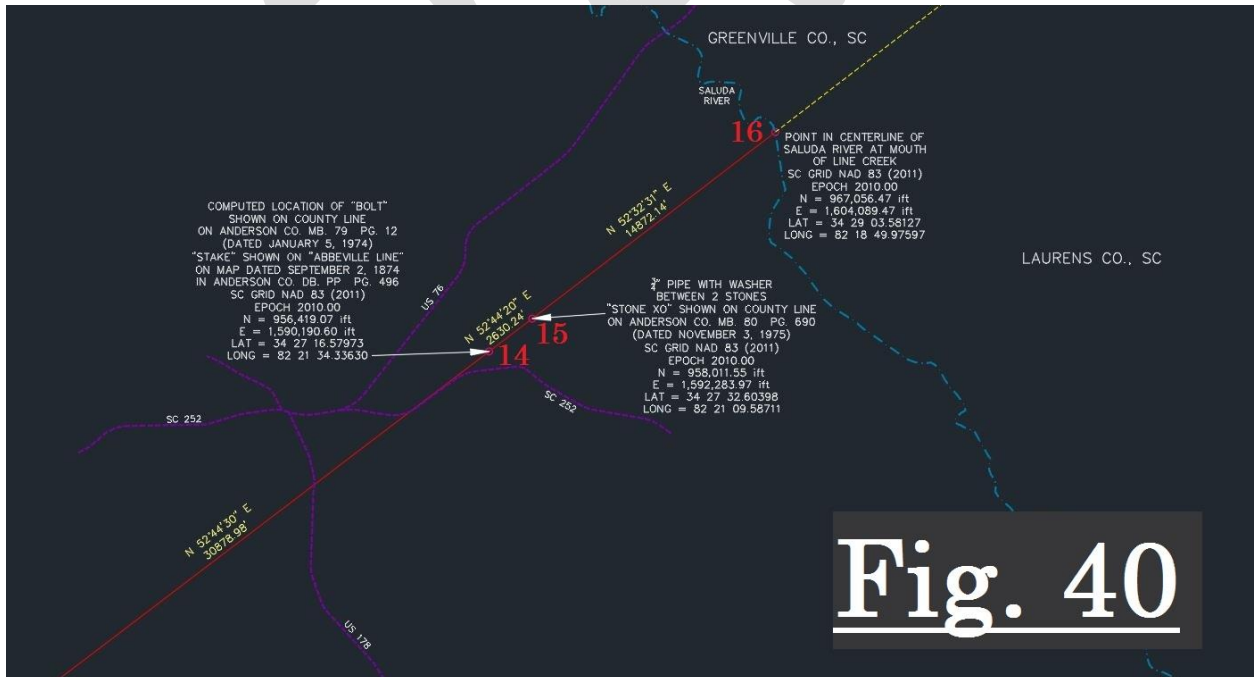 GREENVILLE CO., SC
SALUDA
RIVER
16
POINT IN CENTERLINE OF
SALUDA RIVER AT MOUTH
OF LINE CREEK
SC GRID NAD 83 (2011)
EPOCH 2010.00
N = 967,056.47 ift
E = 1,604,089.47 ift
LAT = 34 29 03.58127
LONG = 82 18 49.97597
N 52°32'31" E
14872.14'
COMPUTED LOCATION OF "BOLT"
SHOWN ON COUNTY LINE
ON ANDERSON CO. MB. 79 PG. 12
(DATED JANUARY 5, 1974)
"STAKE" SHOWN ON "ABBEVILLE LINE"
ON MAP DATED SEPTEMBER 2, 1874
IN ANDERSON CO. DB. PP PG. 496
SC GRID NAD 83 (2011)
EPOCH 2010.00
N = 956,419.07 ift
E = 1,590,190.60 ift
LAT = 34 27 16.57973
LONG = 82 21 34.33630
LAURENS CO., SC
US 76
N 52°44'20" E
2630.24'
PIPE WITH WASHER
BETWEEN 2 STONES
"STONE XO" SHOWN ON COUNTY LINE
ON ANDERSON CO. MB. 80 PG. 690
(DATED NOVEMBER 3, 1975)
SC GRID NAD 83 (2011)
EPOCH 2010.00
N = 958,011.55 ift
E = 1,592,283.97 ift
LAT = 34 27 32.60398
LONG = 82 21 09.58711
15
14
SC 252
SC 252
N 52°44'30" E
30878.98'
US 178
Fig. 40